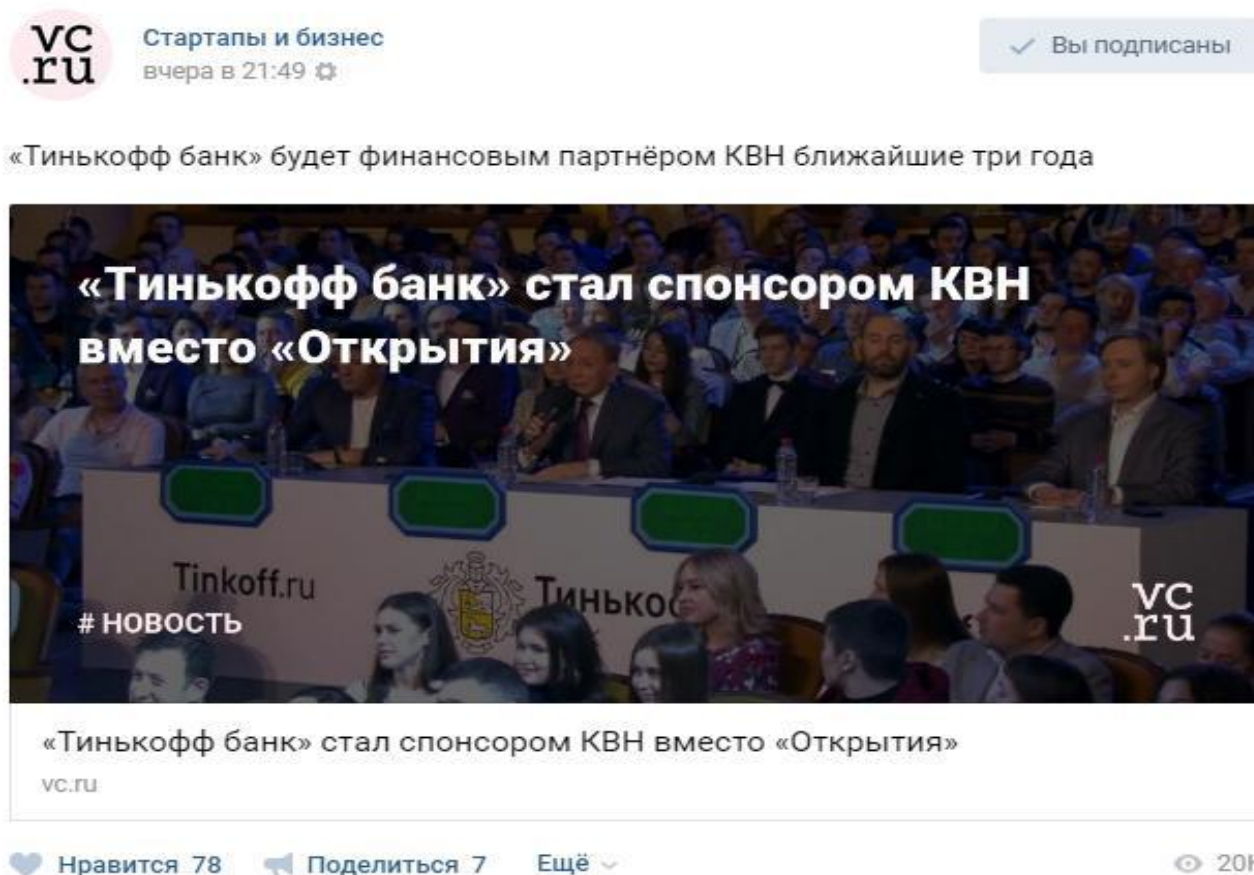 vc
.ru
Стартапы и бизнес
вчера в 21:49
Вы подписаны
«Тинькофф банк» будет финансовым партнёром КВН ближайшие три года
«Тинькофф банк» стал спонсором КВН
вместо «Открытия»
Tinkoff.ru
Тинько
# НОВОСТЬ
vc
.ru
«Тинькофф банк» стал спонсором КВН вместо «Открытия»
vc.ru
Нравится 78
Поделиться 7
Ещё
20K